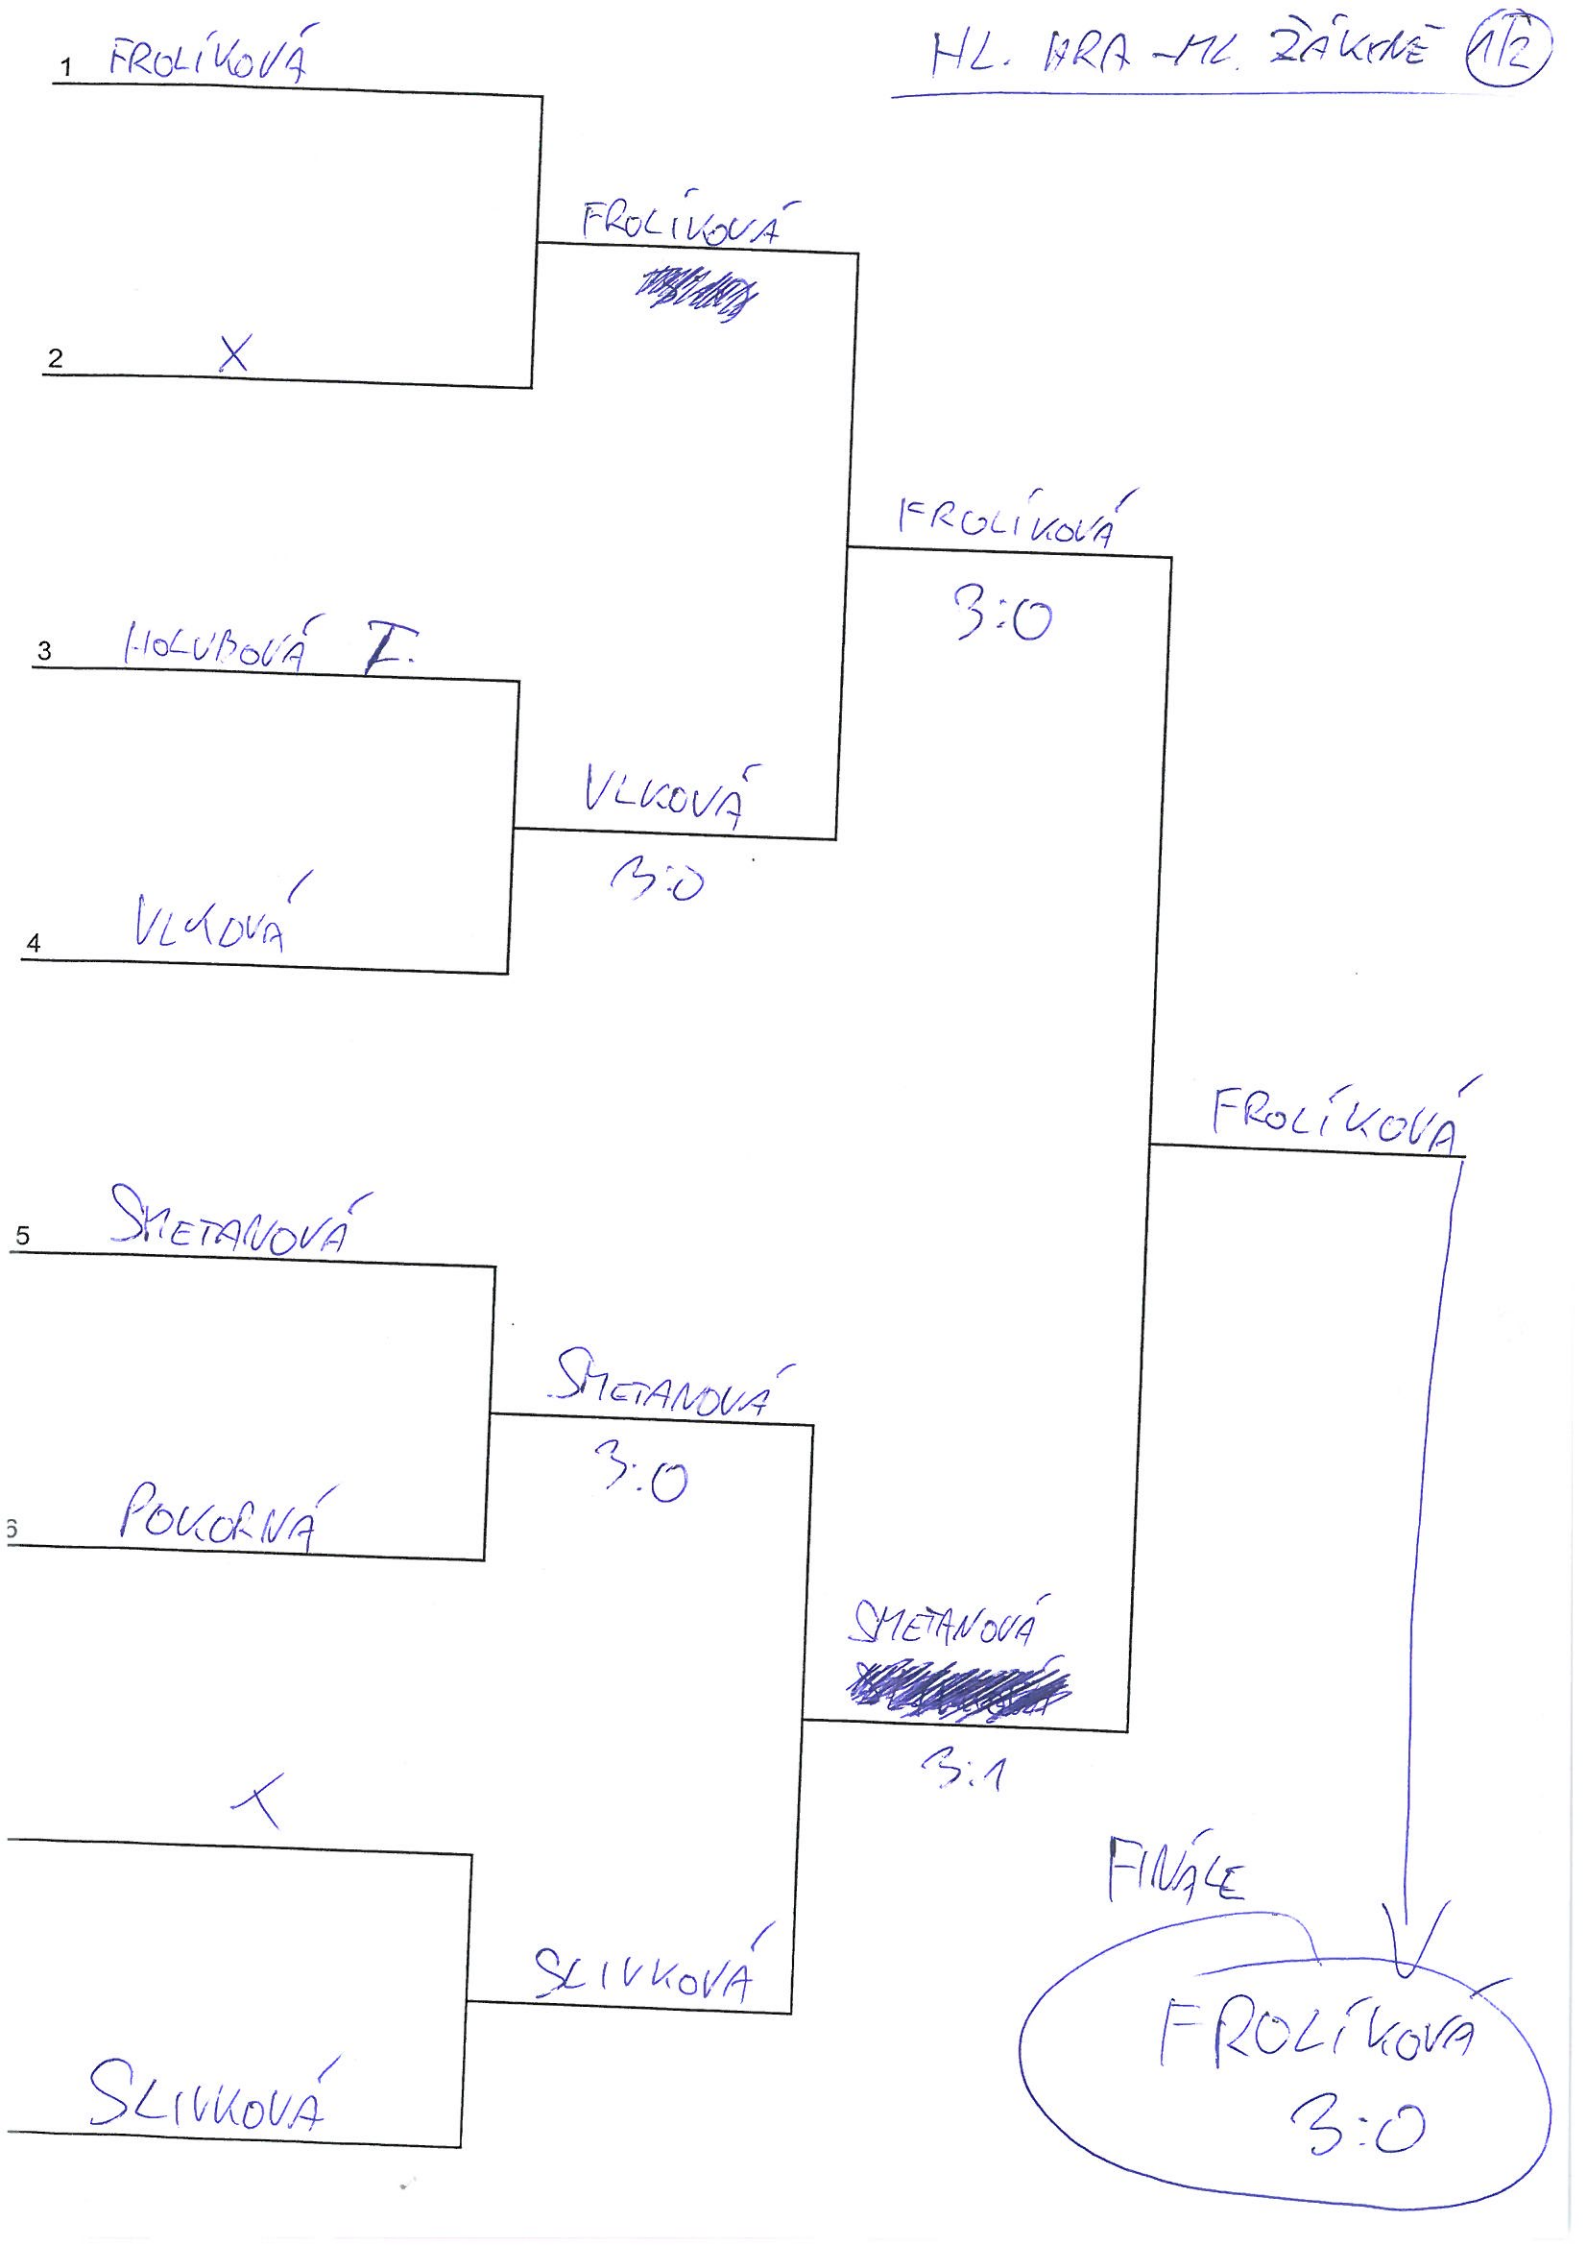 HL. HRA - ML. ŽÁKYNĚ 1/2
1 FROLÍKOVÁ
FROLÍKOVÁ
2 X
FROLÍKOVÁ
3:0
3 HOLUBOVÁ I.
VLKOVÁ
3:0
4 VLKOVÁ
FROLÍKOVÁ
5 SMETANOVÁ
SMETANOVÁ
3:0
6 POKORNÁ
SMETANOVÁ
3:1
X
FINÁLE
SLIVKOVÁ
FROLÍKOVÁ
3:0
SLIVKOVÁ